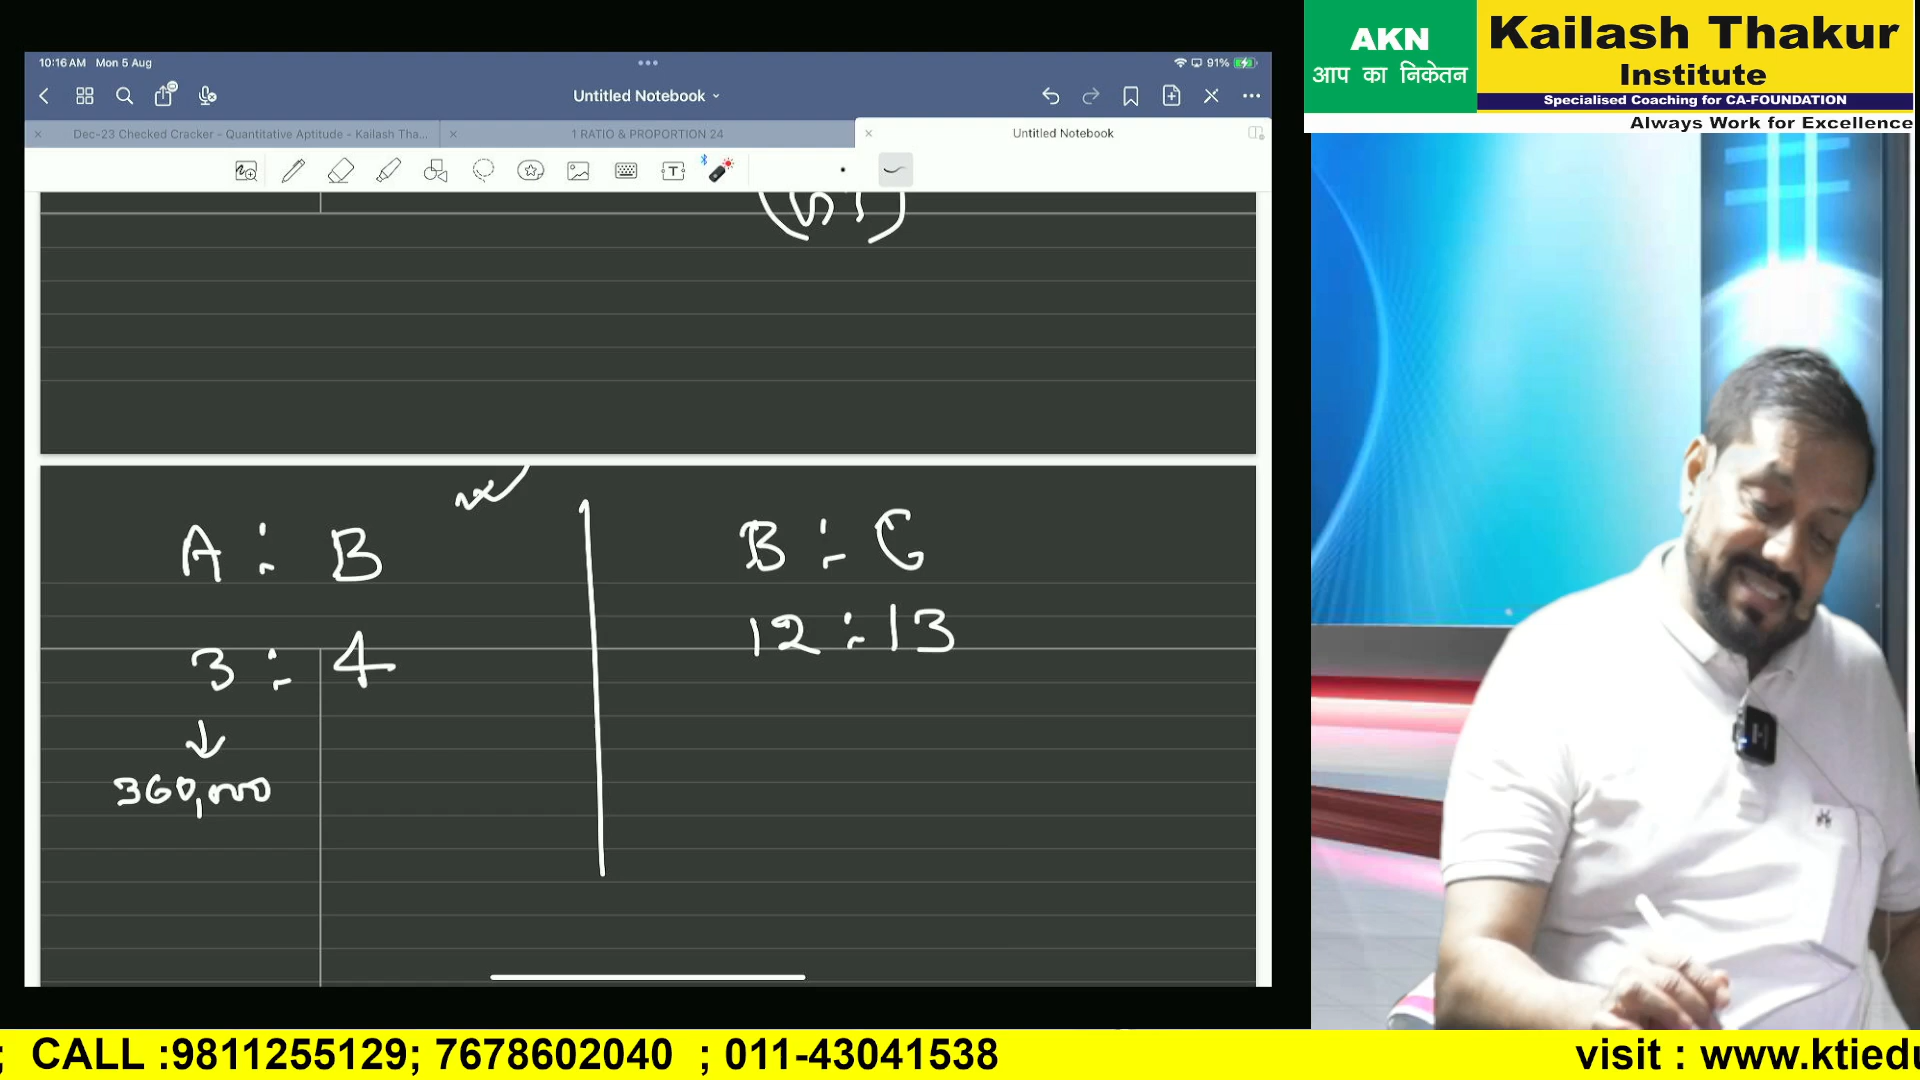 10:16 AM Mon 5 Aug
91%
Untitled Notebook
Dec-23 Checked Cracker - Quantitative Aptitude - Kailash Tha...
1 RATIO & PROPORTION 24
Untitled Notebook
A : B
3 : 4
360,000
B : C
12 : 13
AKN
आप का निकेतन
Kailash Thakur
Institute
Specialised Coaching for CA-FOUNDATION
Always Work for Excellence
; CALL :9811255129; 7678602040 ; 011-43041538
visit : www.ktiedu